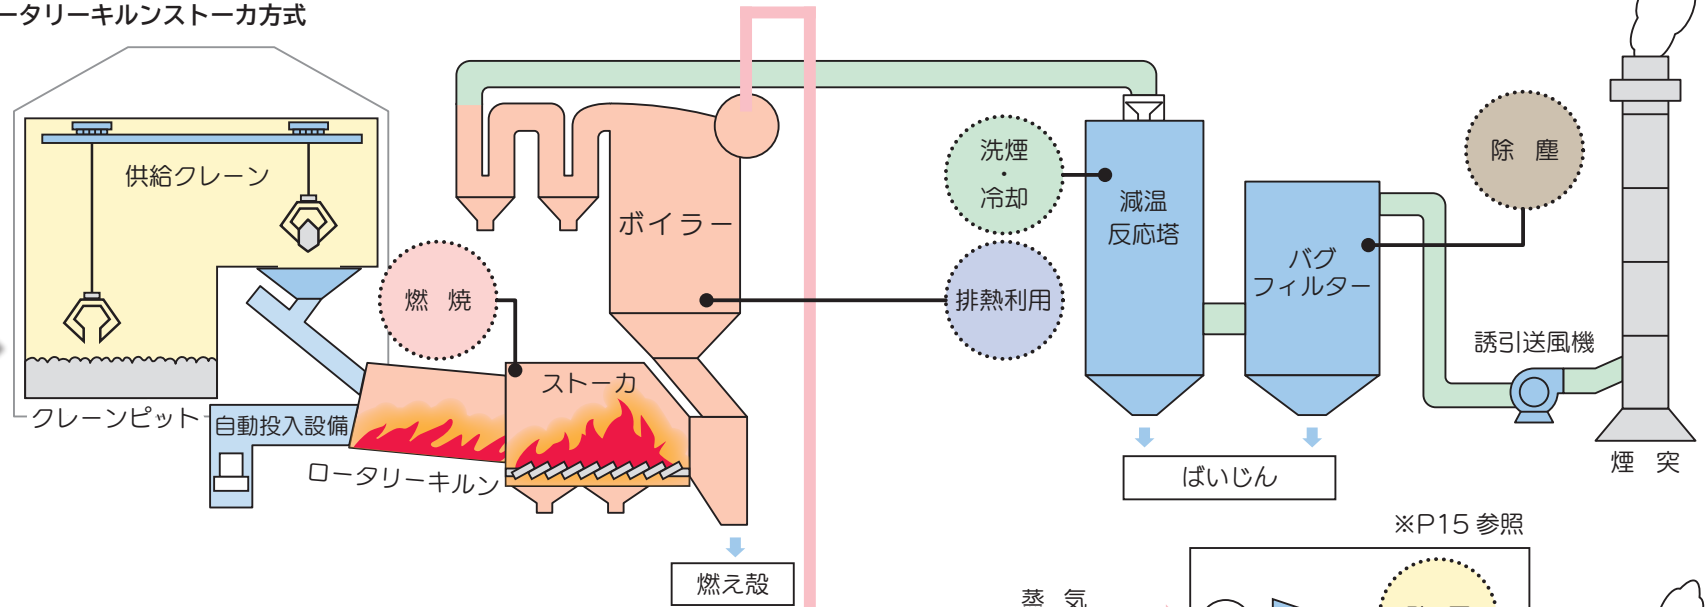 ータリーキルンストーカ方式
供給クレーン
クレーンピット
自動投入設備
ロータリーキルン
燃 焼
ストーカ
ボイラー
燃え殻
洗煙
・
冷却
排熱利用
減温
反応塔
バグ
フィルター
除 塵
誘引送風機
煙 突
ばいじん
※P15 参照
蒸 気